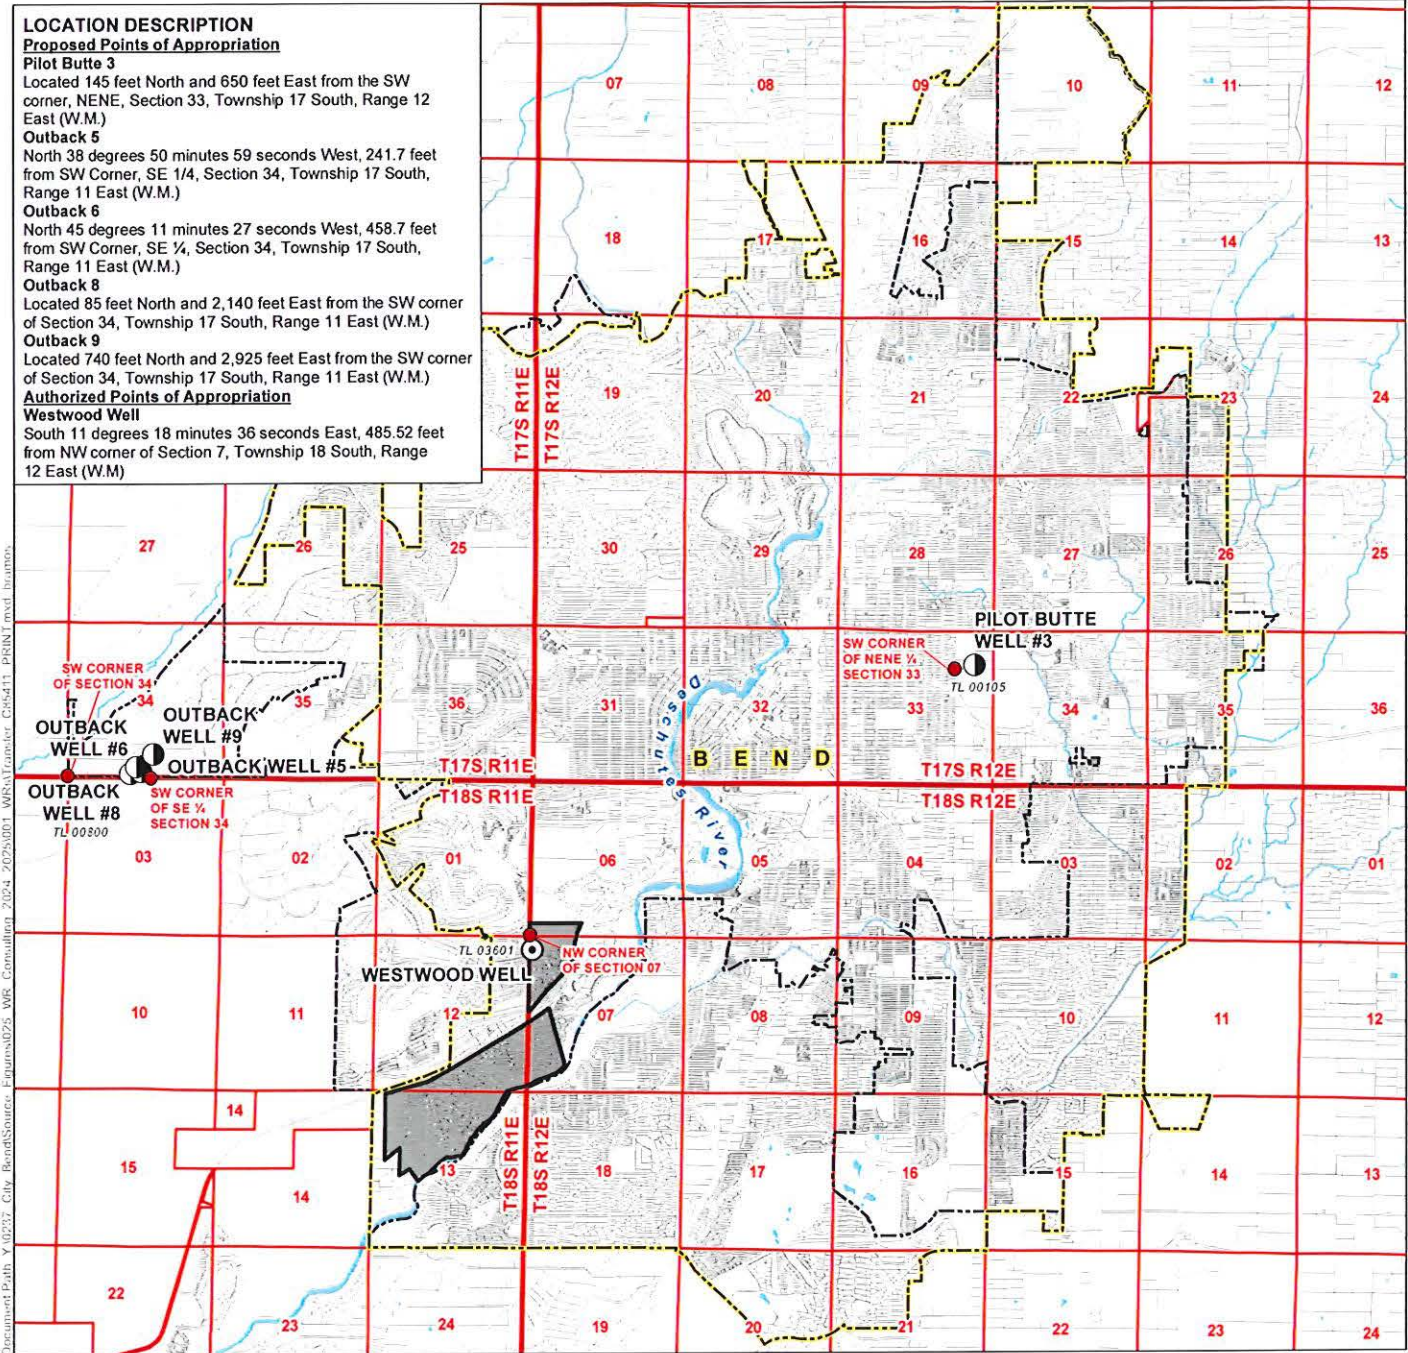 LOCATION DESCRIPTION
Proposed Points of Appropriation
Pilot Butte 3
Located 145 feet North and 650 feet East from the SW
corner, NENE, Section 33, Township 17 South, Range 12
East (W.M.)
Outback 5
North 38 degrees 50 minutes 59 seconds West, 241.7 feet
from SW Corner, SE 1/4, Section 34, Township 17 South,
Range 11 East (W.M.)
Outback 6
North 45 degrees 11 minutes 27 seconds West, 458.7 feet
from SW Corner, SE ¼, Section 34, Township 17 South,
Range 11 East (W.M.)
Outback 8
Located 85 feet North and 2,140 feet East from the SW corner
of Section 34, Township 17 South, Range 11 East (W.M.)
Outback 9
Located 740 feet North and 2,925 feet East from the SW corner
of Section 34, Township 17 South, Range 11 East (W.M.)
Authorized Points of Appropriation
Westwood Well
South 11 degrees 18 minutes 36 seconds East, 485.52 feet
from NW corner of Section 7, Township 18 South, Range
12 East (W.M)
07 08 09 10 11 12
18 17 16 15 14 13
T17S R11E
T17S R12E
19 20 21 22 23 24
27 26 25 30 29 28 27 26 25
PILOT BUTTE
WELL #3
SW CORNER
OF NENE ¼
SECTION 33
TL 00105
SW CORNER
OF SECTION 34
34 35 36 31 32 33 34 35 36
OUTBACK
WELL #6
OUTBACK
WELL #9
OUTBACK WELL #5
OUTBACK
WELL #8
TL 00800
SW CORNER
OF SE ¼
SECTION 34
Deschutes River
BEND
T17S R11E
T18S R11E
T17S R12E
T18S R12E
03 02 01 06 05 04 03 02 01
TL 03601
WESTWOOD WELL
NW CORNER
OF SECTION 07
10 11 12 07 08 09 10 11 12
14
15 14 13 18 17 16 15 14 13
T18S R11E
T18S R12E
22 23 24 19 20 21 22 23 24